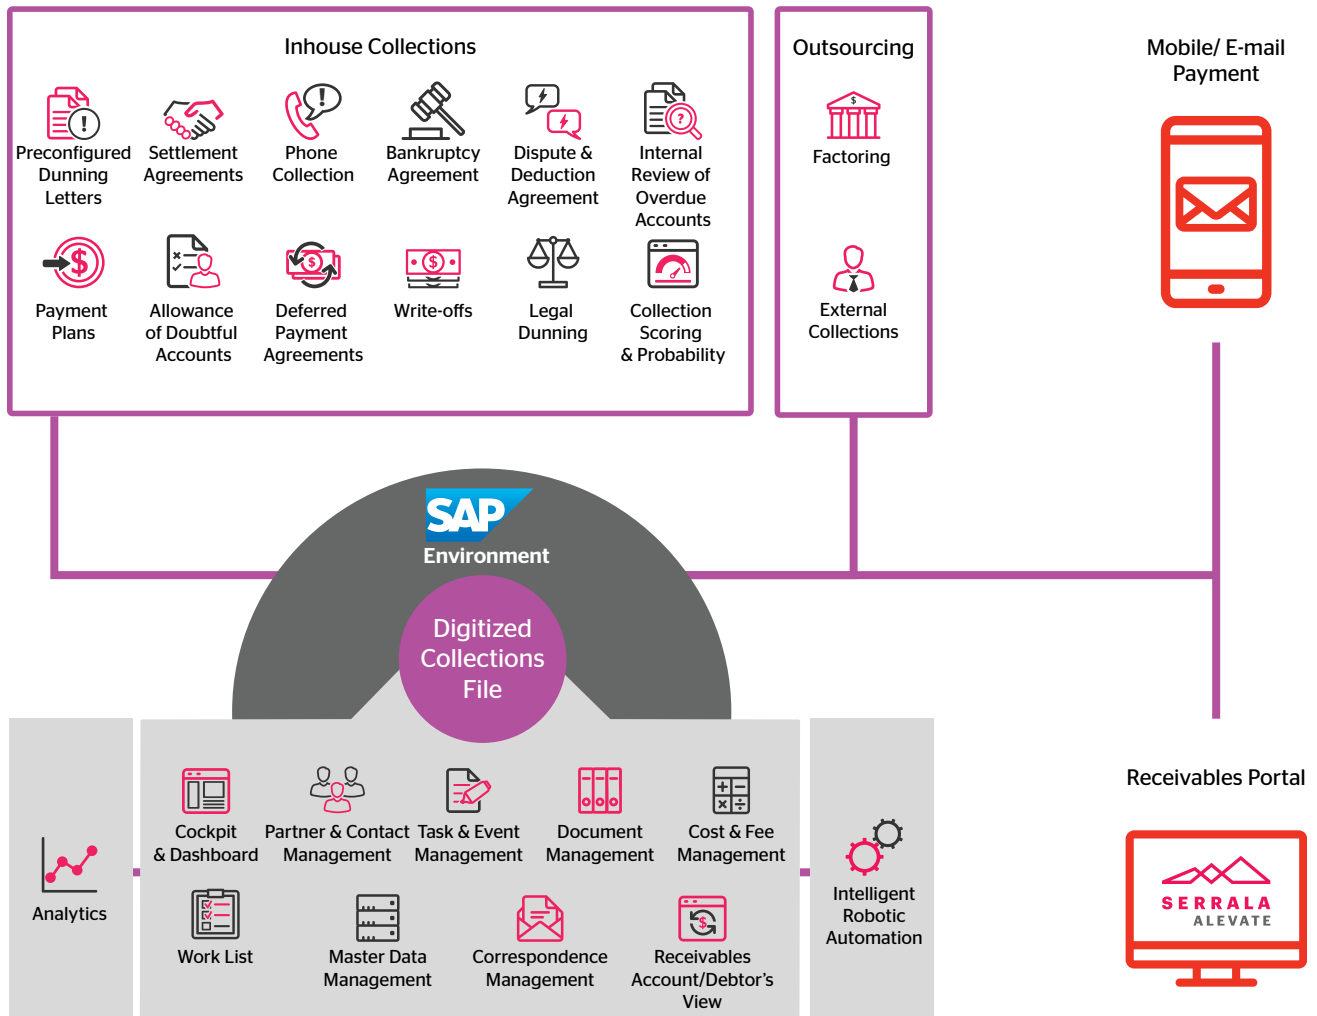 Inhouse Collections
Preconfigured
Dunning
Letters
Settlement
Agreements
Phone
Collection
Bankruptcy
Agreement
Dispute &
Deduction
Agreement
Internal
Review of
Overdue
Accounts
Payment
Plans
Allowance
of Doubtful
Accounts
Deferred
Payment
Agreements
Write-offs
Legal
Dunning
Collection
Scoring
& Probability
Outsourcing
Factoring
External
Collections
Mobile/ E-mail
Payment
SAP
Environment
Digitized
Collections
File
Analytics
Cockpit
& Dashboard
Partner & Contact
Management
Task & Event
Management
Document
Management
Cost & Fee
Management
Work List
Master Data
Management
Correspondence
Management
Receivables
Account/Debtor's
View
Intelligent
Robotic
Automation
Receivables Portal
SERRALA
ALEVATE